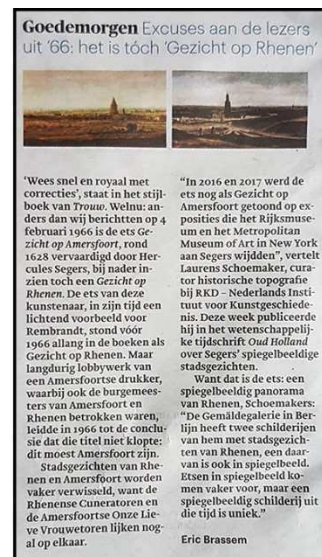 Goedemorgen Excuses aan de lezers
uit '66: het is tóch 'Gezicht op Rhenen'
'Wees snel en royaal met
correcties', staat in het stijl-
boek van Trouw. Welnu: an-
ders dan wij berichtten op 4
februari 1966 is de ets Ge-
zicht op Amersfoort, rond
1628 vervaardigd door Her-
cules Segers, bij nader in-
zien toch een Gezicht op
Rhenen. De ets van deze
kunstenaar, in zijn tijd een
lichtend voorbeeld voor
Rembrandt, stond vóór
1966 allang in de boeken als
Gezicht op Rhenen. Maar
langdurig lobbywerk van
een Amersfoortse drukker,
waarbij ook de burgemees-
ters van Amersfoort en
Rhenen betrokken waren,
leidde in 1966 tot de conclu-
sie dat die titel niet klopte:
dit moest Amersfoort zijn.
Stadsgezichten van Rhe-
nen en Amersfoort worden
vaker verwisseld, want de
Rhenense Cuneratoren en
de Amersfoortse Onze Lie-
ve Vrouwetoren lijken nog-
al op elkaar.
"In 2016 en 2017 werd de
ets nog als Gezicht op
Amersfoort getoond op ex-
posities die het Rijksmuse-
um en het Metropolitan
Museum of Art in New York
aan Segers wijdden", vertelt
Laurens Schoemaker, cura-
tor historische topografie
bij RKD – Nederlands Insti-
tuut voor Kunstgeschiede-
nis. Deze week publiceerde
hij in het wetenschappelij-
ke tijdschrift Oud Holland
over Segers' spiegelbeeldige
stadsgezichten.
Want dat is de ets: een
spiegelbeeldig panorama
van Rhenen, Schoemakers:
"De Gemäldegalerie in Ber-
lijn heeft twee schilderijen
van hem met stadsgezich-
ten van Rhenen, een daar-
van is ook in spiegelbeeld.
Etsen in spiegelbeeld ko-
men vaker voor, maar een
spiegelbeeldig schilderij uit
die tijd is uniek."
Eric Brassem